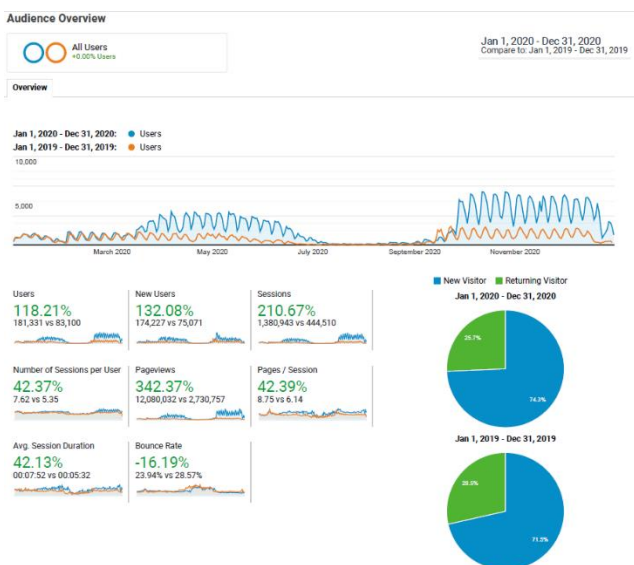 Audience Overview
All Users
+0.00% Users
Jan 1, 2020 - Dec 31, 2020
Compare to: Jan 1, 2019 - Dec 31, 2019
Overview
Jan 1, 2020 - Dec 31, 2020: Users
Jan 1, 2019 - Dec 31, 2019: Users
10,000
5,000
March 2020 May 2020 July 2020 September 2020 November 2020
Users
118.21%
181,331 vs 83,100
New Users
132.08%
174,227 vs 75,071
Sessions
210.67%
1,380,943 vs 444,510
Number of Sessions per User
42.37%
7.62 vs 5.35
Pageviews
342.37%
12,080,032 vs 2,730,757
Pages / Session
42.39%
8.75 vs 6.14
Avg. Session Duration
42.13%
00:07:52 vs 00:05:32
Bounce Rate
-16.19%
23.94% vs 28.57%
New Visitor Returning Visitor
Jan 1, 2020 - Dec 31, 2020
25.7%
74.3%
Jan 1, 2019 - Dec 31, 2019
71.2%